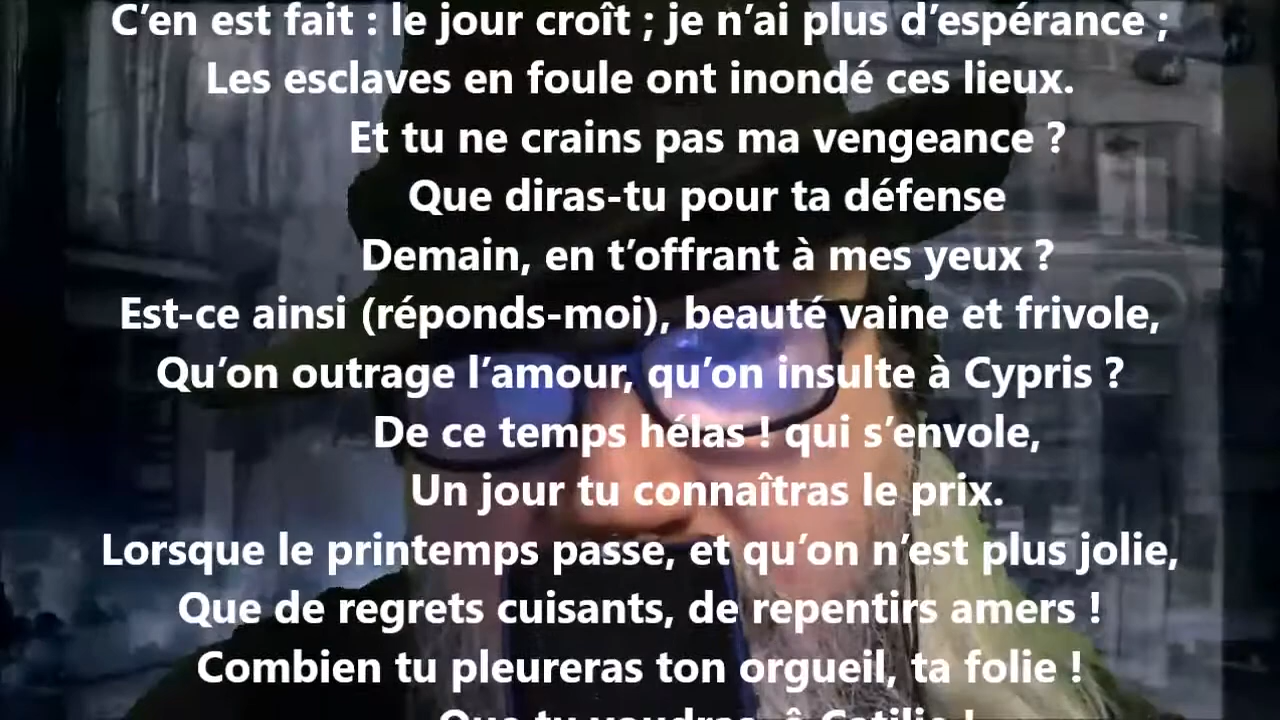 C’en est fait : le jour croît ; je n’ai plus d’espérance ;
Les esclaves en foule ont inondé ces lieux.
Et tu ne crains pas ma vengeance ?
Que diras-tu pour ta défense
Demain, en t’offrant à mes yeux ?
Est-ce ainsi (réponds-moi), beauté vaine et frivole,
Qu’on outrage l’amour, qu’on insulte à Cypris ?
De ce temps hélas ! qui s’envole,
Un jour tu connaîtras le prix.
Lorsque le printemps passe, et qu’on n’est plus jolie,
Que de regrets cuisants, de repentirs amers !
Combien tu pleureras ton orgueil, ta folie !
Que tu voudras, ô Catilie !